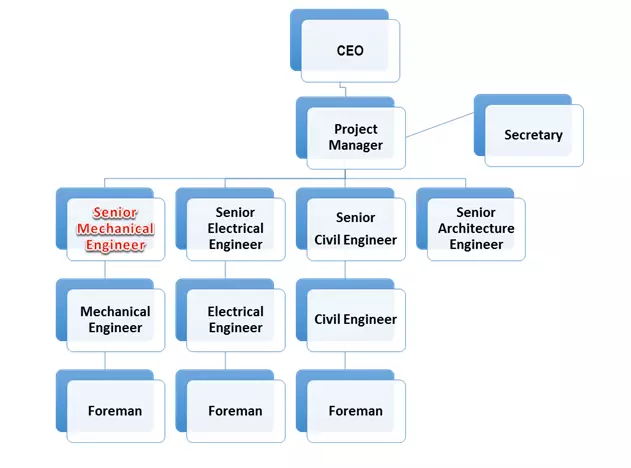 CEO
Project
Manager
Secretary
Senior
Mechanical
Engineer
Senior
Electrical
Engineer
Senior
Civil Engineer
Senior
Architecture
Engineer
Mechanical
Engineer
Electrical
Engineer
Civil Engineer
Foreman
Foreman
Foreman